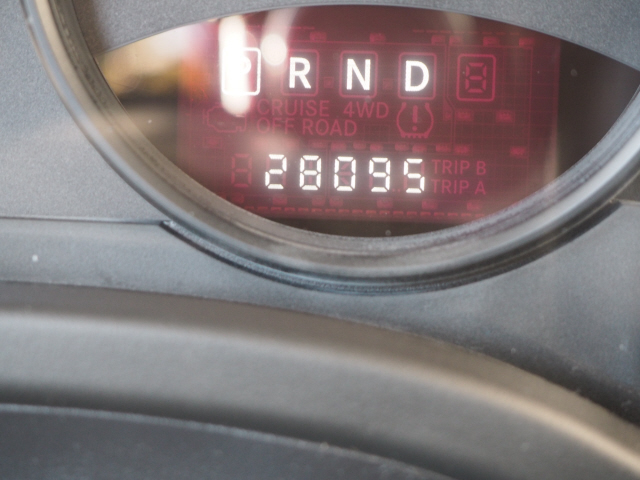 P R N D
CRUISE 4WD
OFF ROAD
28095 TRIP B
TRIP A